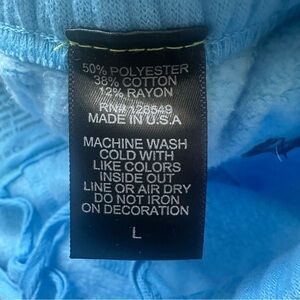 50% POLYESTER
38% COTTON
12% RAYON
RN# 128549
MADE IN U.S.A
MACHINE WASH
COLD WITH
LIKE COLORS
INSIDE OUT
LINE OR AIR DRY
DO NOT IRON
ON DECORATION
L